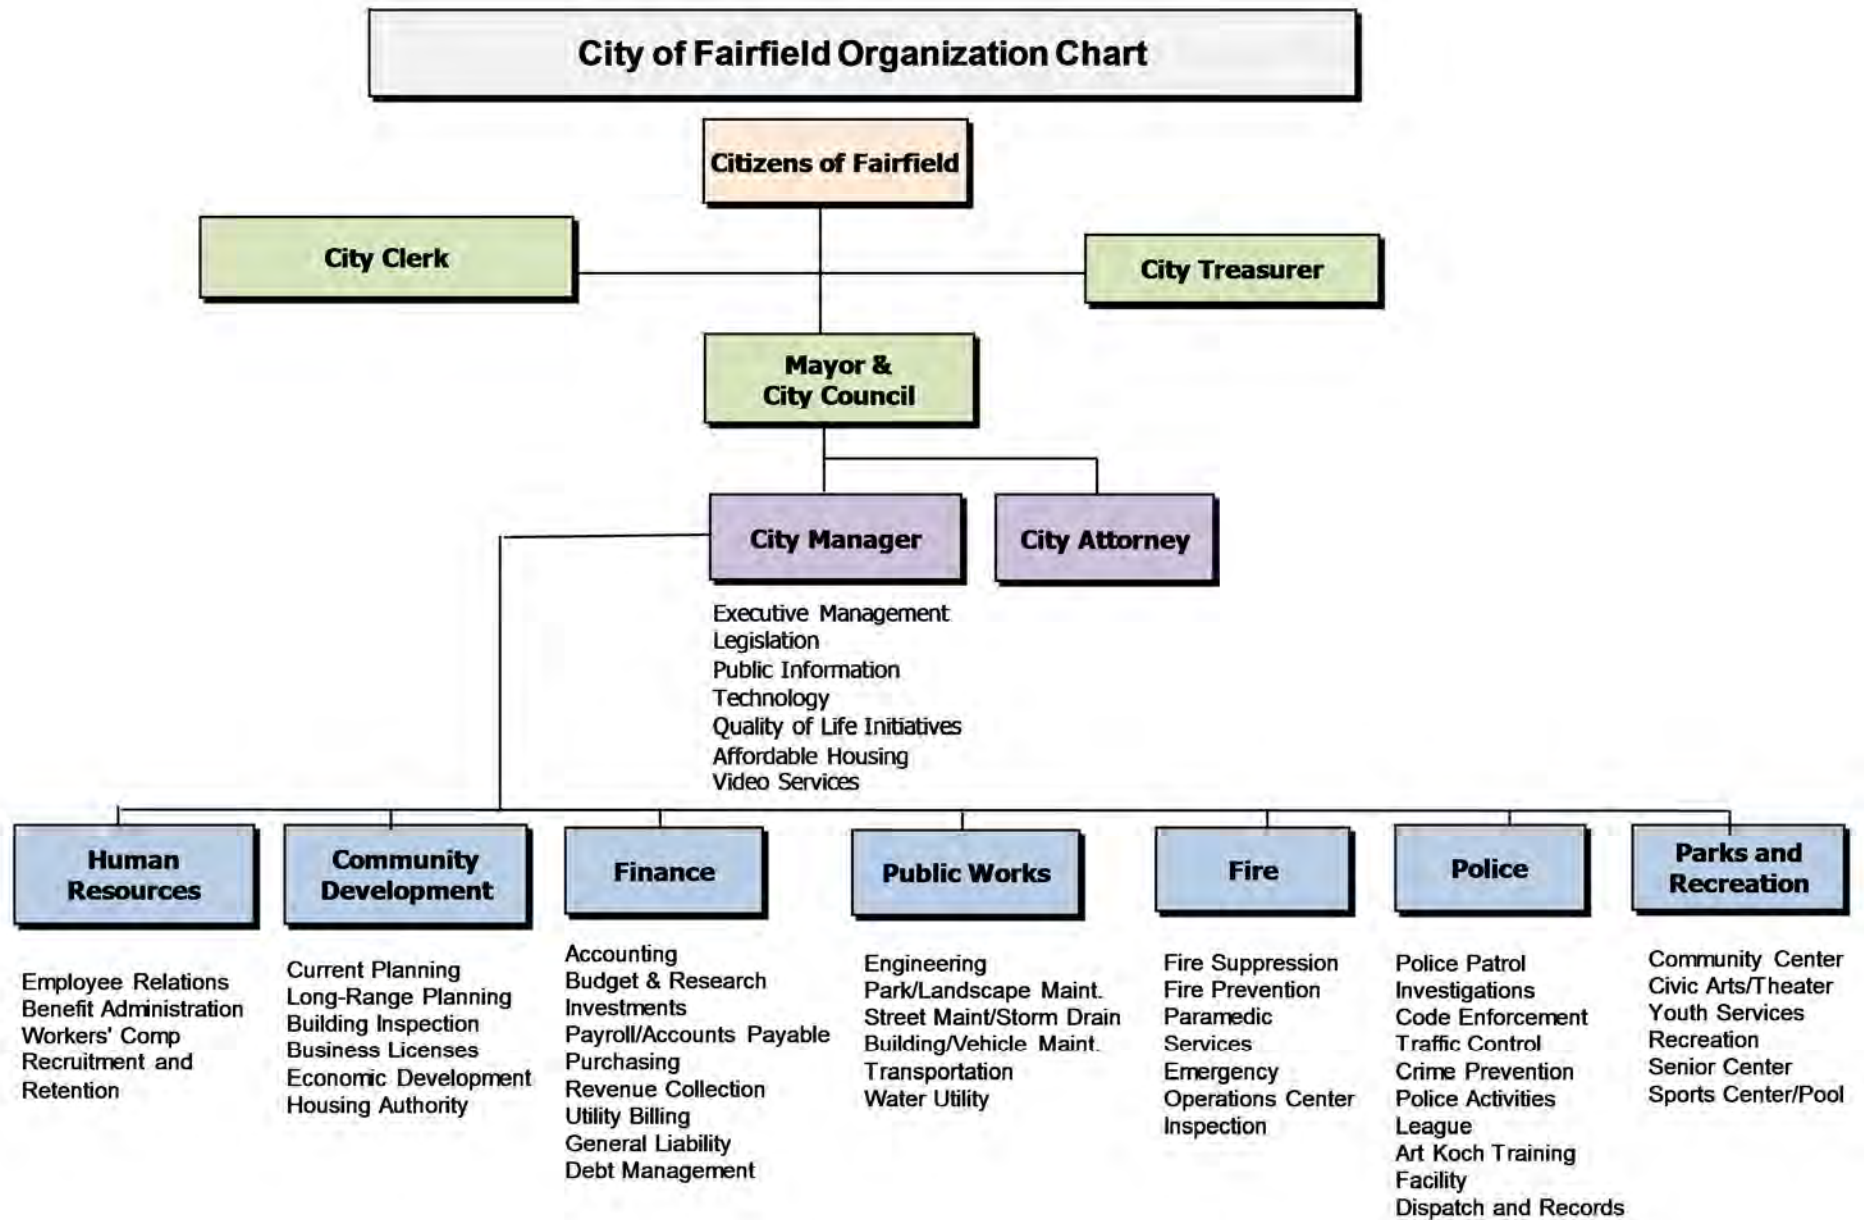 City of Fairfield Organization Chart
Citizens of Fairfield
City Clerk
City Treasurer
Mayor &
City Council
City Manager
City Attorney
Executive Management
Legislation
Public Information
Technology
Quality of Life Initiatives
Affordable Housing
Video Services
Human
Resources
Employee Relations
Benefit Administration
Workers' Comp
Recruitment and
Retention
Community
Development
Current Planning
Long-Range Planning
Building Inspection
Business Licenses
Economic Development
Housing Authority
Finance
Accounting
Budget & Research
Investments
Payroll/Accounts Payable
Purchasing
Revenue Collection
Utility Billing
General Liability
Debt Management
Public Works
Engineering
Park/Landscape Maint.
Street Maint/Storm Drain
Building/Vehicle Maint.
Transportation
Water Utility
Fire
Fire Suppression
Fire Prevention
Paramedic
Services
Emergency
Operations Center
Inspection
Police
Police Patrol
Investigations
Code Enforcement
Traffic Control
Crime Prevention
Police Activities
League
Art Koch Training
Facility
Dispatch and Records
Parks and
Recreation
Community Center
Civic Arts/Theater
Youth Services
Recreation
Senior Center
Sports Center/Pool